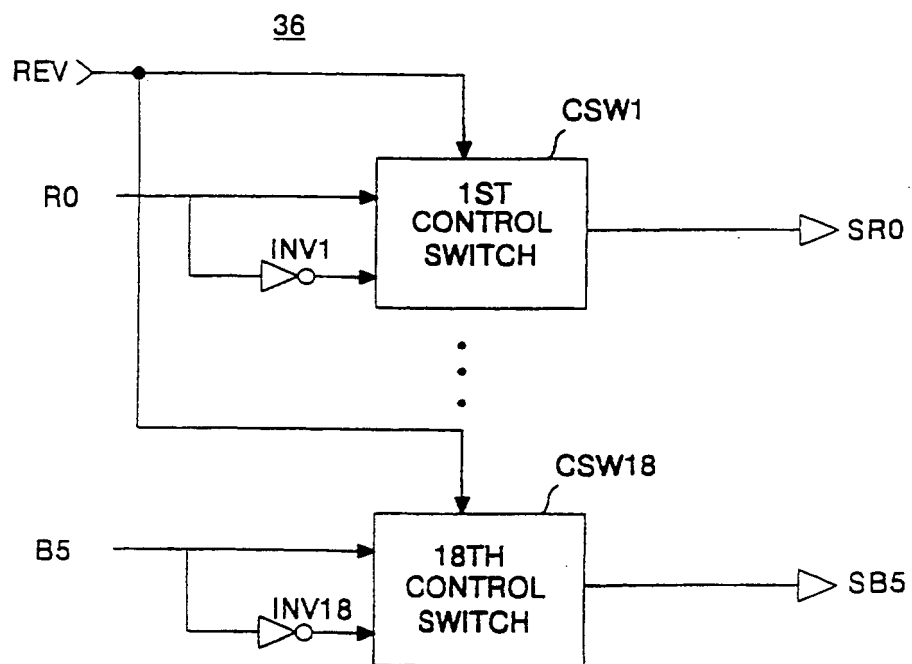 36
REV
CSW1
R0
1ST
CONTROL
SWITCH
SR0
INV1
CSW18
B5
18TH
CONTROL
SWITCH
SB5
INV18